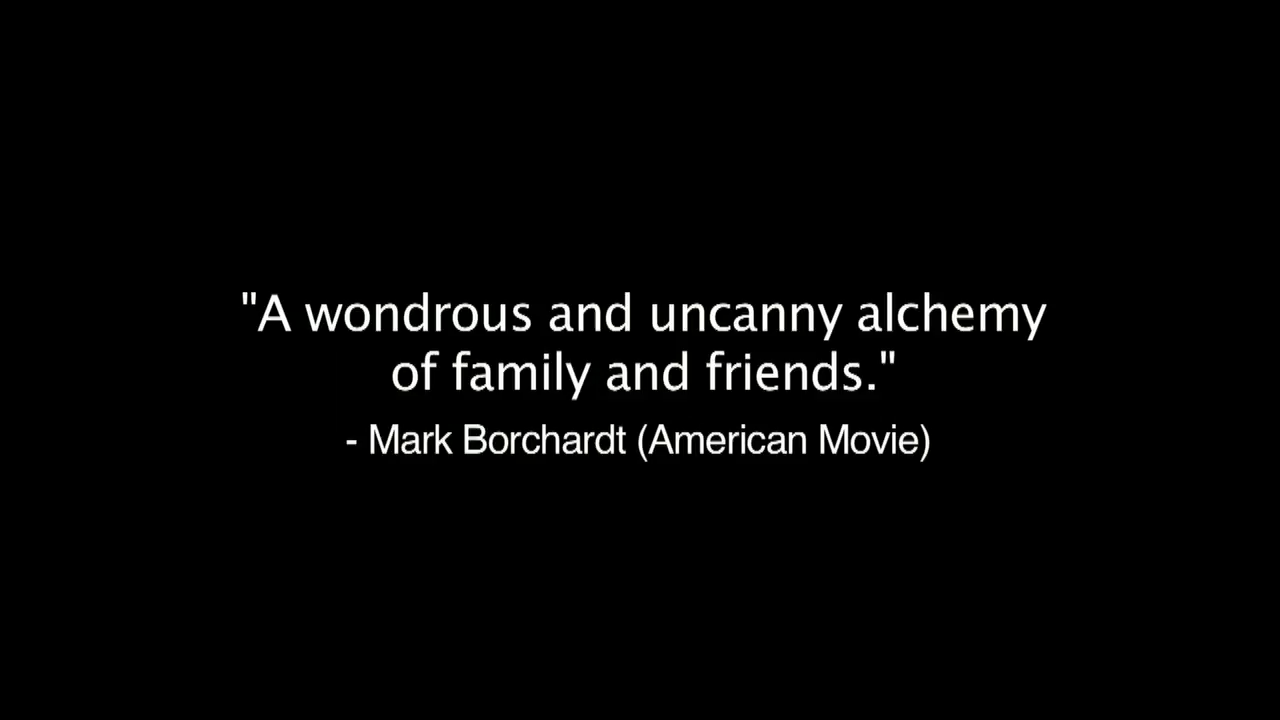 "A wondrous and uncanny alchemy
of family and friends."
- Mark Borchardt (American Movie)